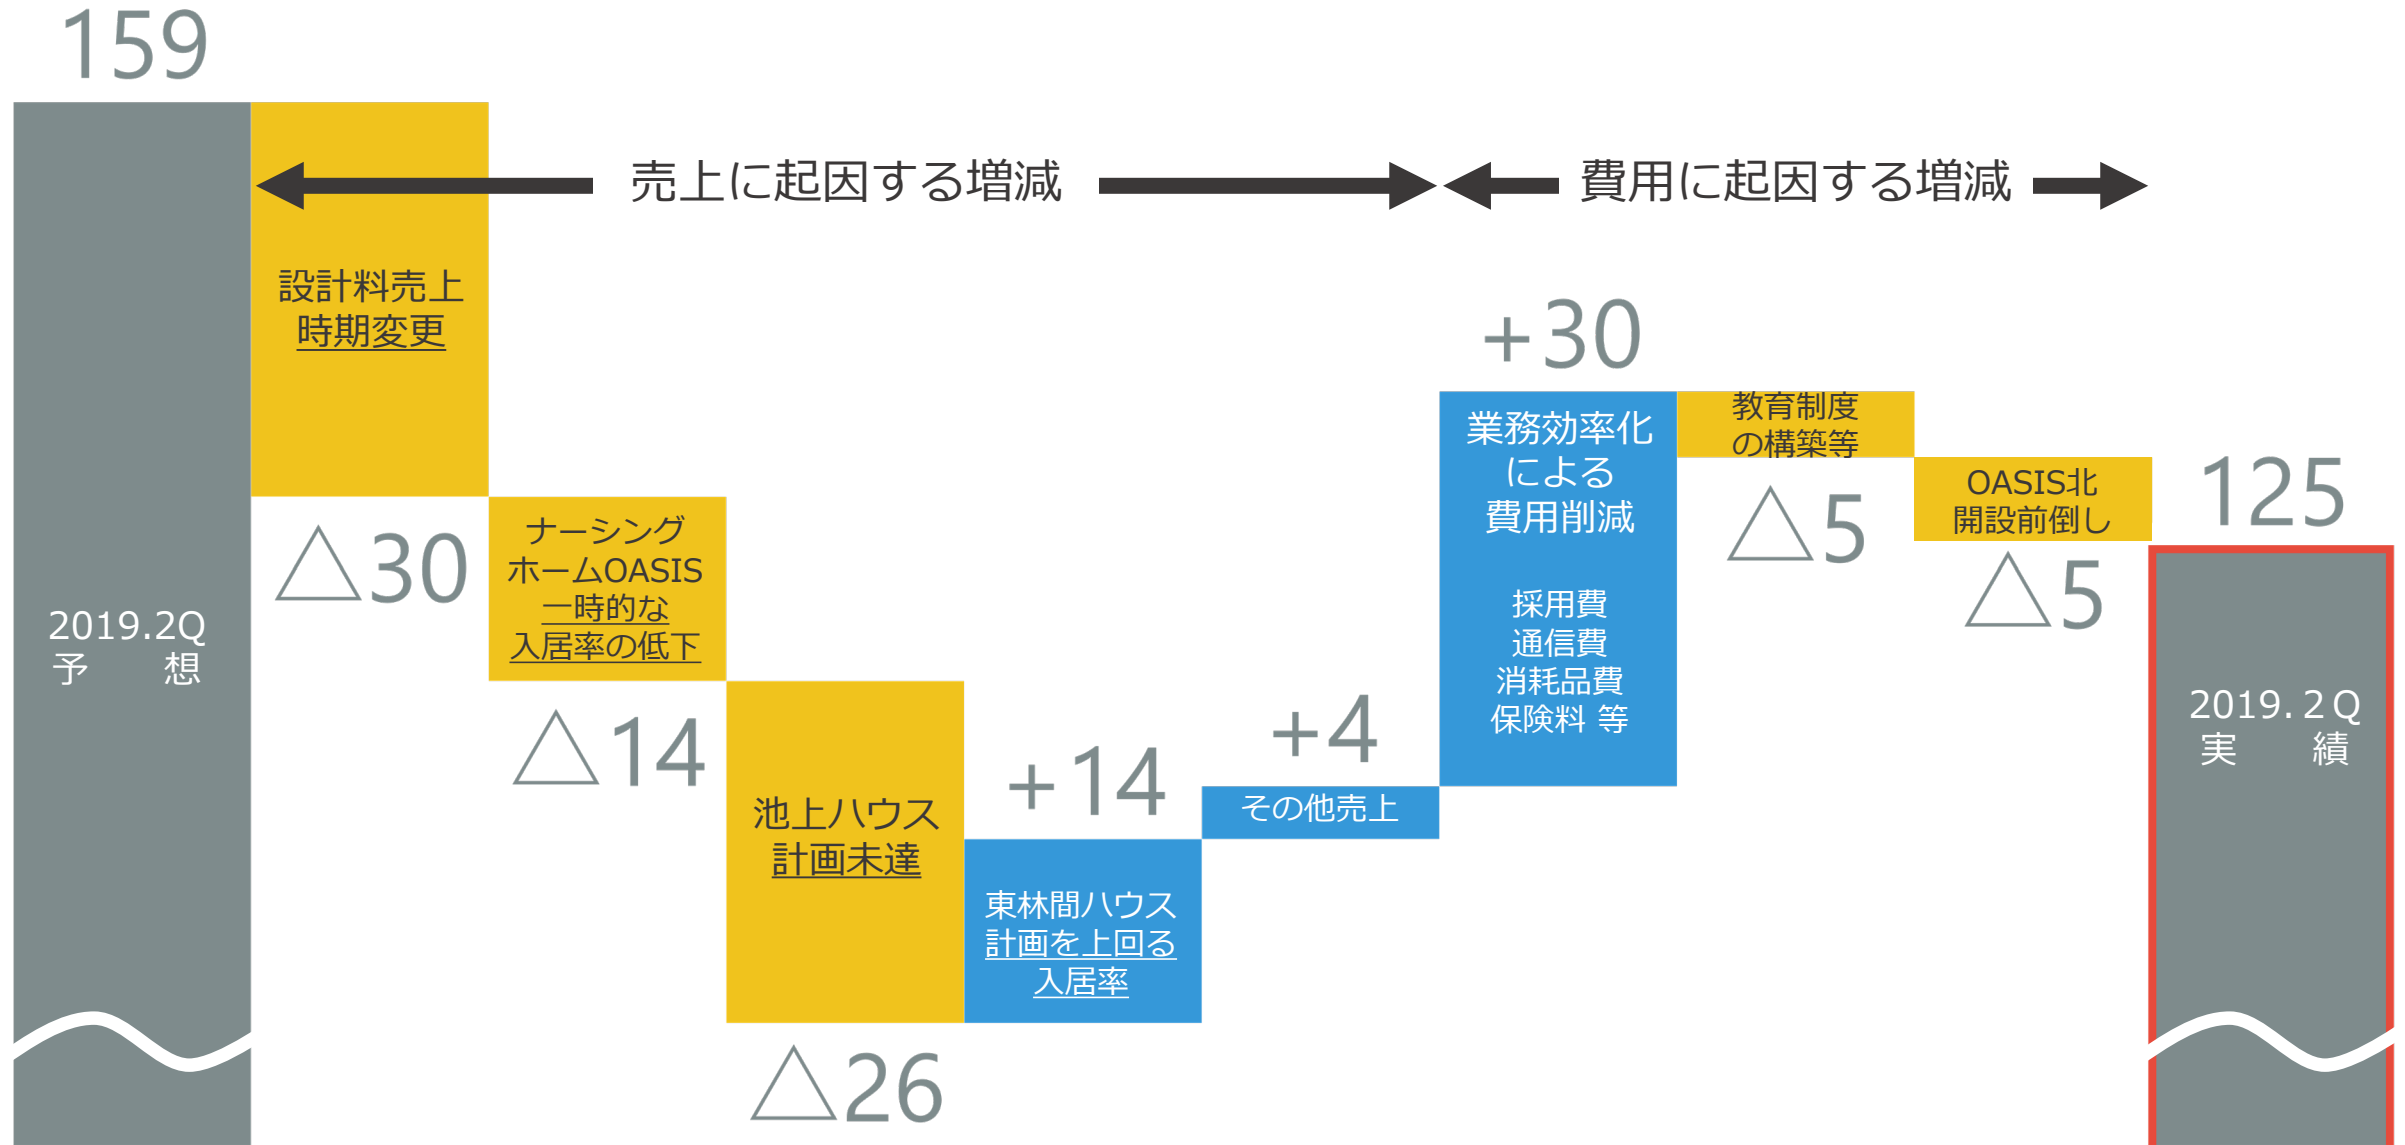 159
売上に起因する増減
費用に起因する増減
2019.2Q
予　　想
設計料売上
時期変更
△30
ナーシング
ホームOASIS
一時的な
入居率の低下
△14
池上ハウス
計画未達
△26
+14
東林間ハウス
計画を上回る
入居率
+4
その他売上
+30
業務効率化
による
費用削減
採用費
通信費
消耗品費
保険料 等
教育制度
の構築等
△5
OASIS北
開設前倒し
△5
125
2019.２Q
実　　績